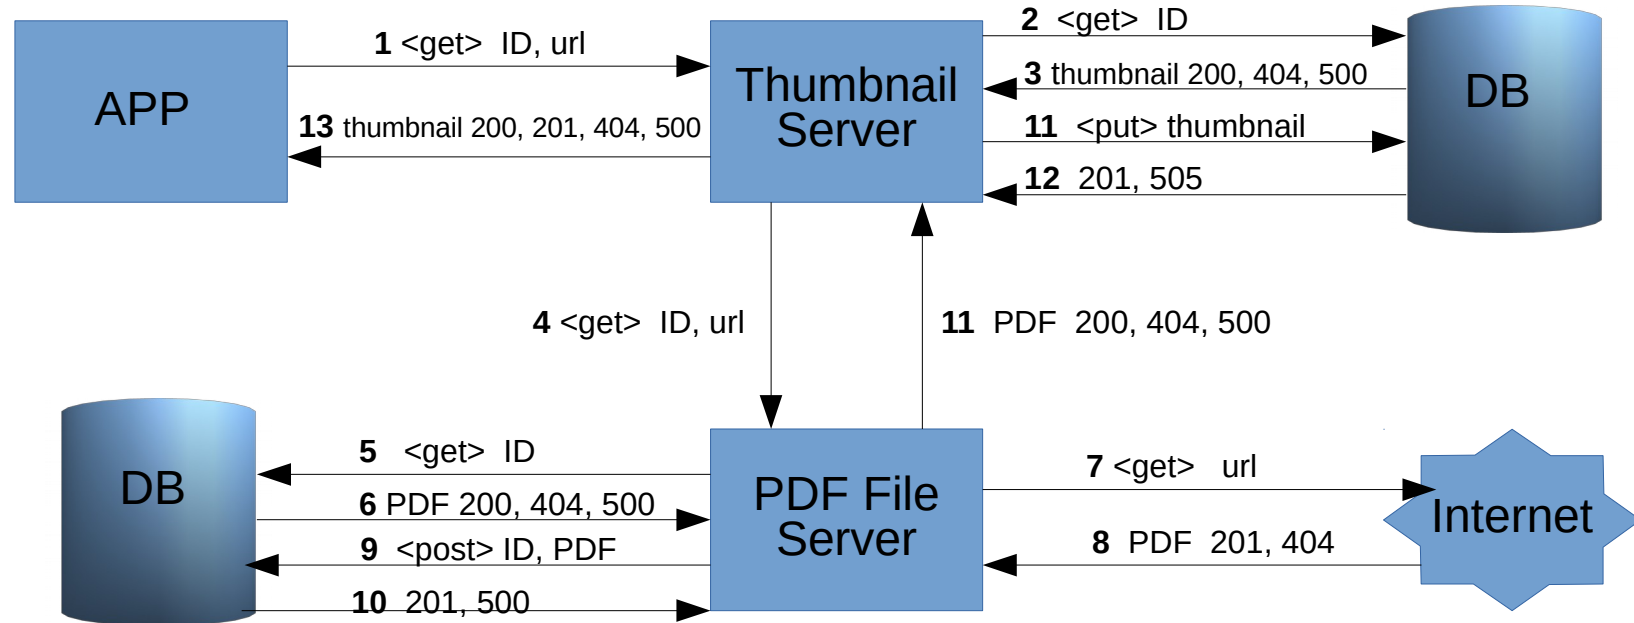 APP
1 <get> ID, url
13 thumbnail 200, 201, 404, 500
Thumbnail
Server
2 <get> ID
3 thumbnail 200, 404, 500
11 <put> thumbnail
12 201, 505
DB
4 <get> ID, url
11 PDF 200, 404, 500
DB
5 <get> ID
6 PDF 200, 404, 500
9 <post> ID, PDF
10 201, 500
PDF File
Server
7 <get> url
8 PDF 201, 404
Internet